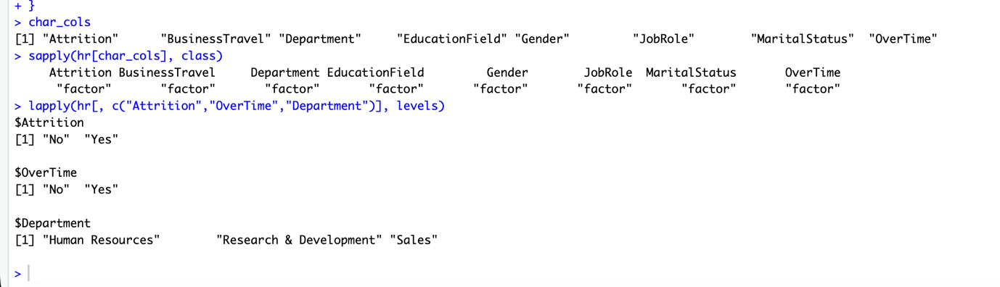 + }
> char_cols
[1] "Attrition"      "BusinessTravel" "Department"     "EducationField" "Gender"         "JobRole"        "MaritalStatus"  "OverTime"
> sapply(hr[char_cols], class)
     Attrition BusinessTravel     Department EducationField         Gender        JobRole  MaritalStatus       OverTime
      "factor"       "factor"       "factor"       "factor"       "factor"       "factor"       "factor"       "factor"
> lapply(hr[, c("Attrition","OverTime","Department")], levels)
$Attrition
[1] "No"  "Yes"

$OverTime
[1] "No"  "Yes"

$Department
[1] "Human Resources"        "Research & Development" "Sales"

>